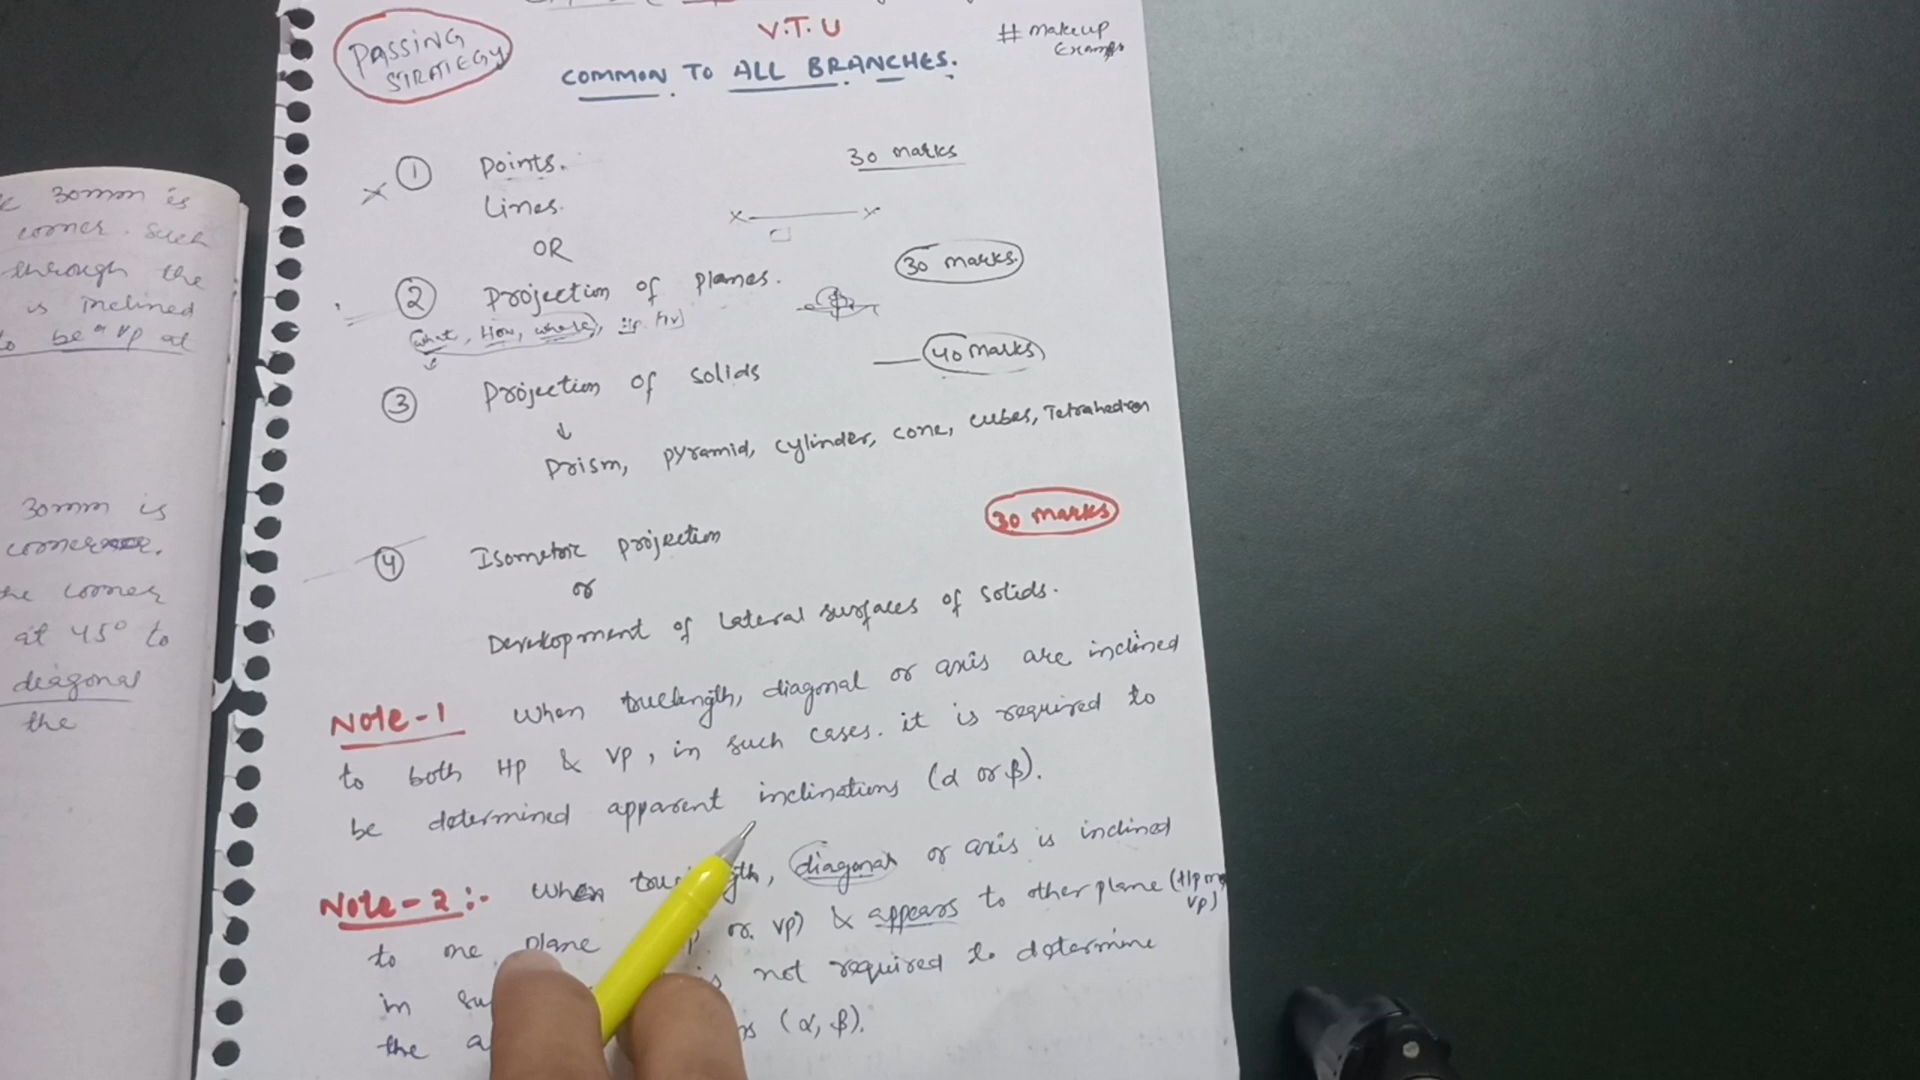 V.T.U
# makeup
Exams
PASSING
STRATEGY
COMMON TO ALL BRANCHES.
① Points. 30 marks
Lines.
OR
② Projection of planes. 30 marks.
what, How, where,
③ Projection of solids 40 marks
Prism, pyramid, cylinder, cone, cubes, Tetrahedron
30 marks
④ Isometric projection
or
Development of Lateral surfaces of solids.
Note-1 When truelength, diagonal or axis are inclined
to both HP & VP, in such cases. it is required to
be determined apparent inclinations (α or β).
Note-2:- When diagonal or axis is inclined
to one plane or VP) & appears to other plane (HP or
VP)
in not required to determine
the (α, β).
30mm is
corner. Such
through the
is inclined
to be VP at
30mm is
corner.
the corner
at 45° to
diagonal
the